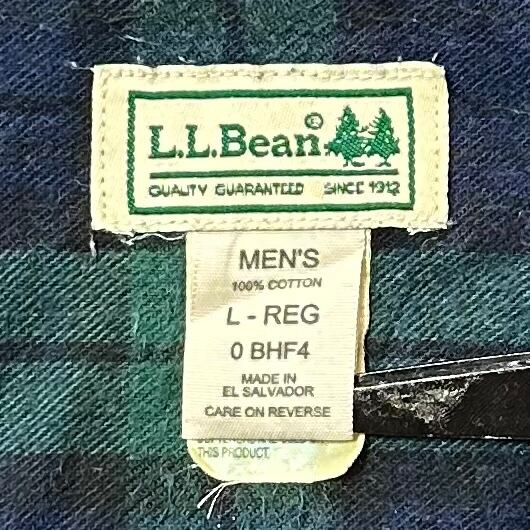 L.L.Bean©
QUALITY GUARANTEED SINCE 1912
MEN'S
100% COTTON
L - REG
0 BHF4
MADE IN
EL SALVADOR
CARE ON REVERSE
THIS PRODUCT